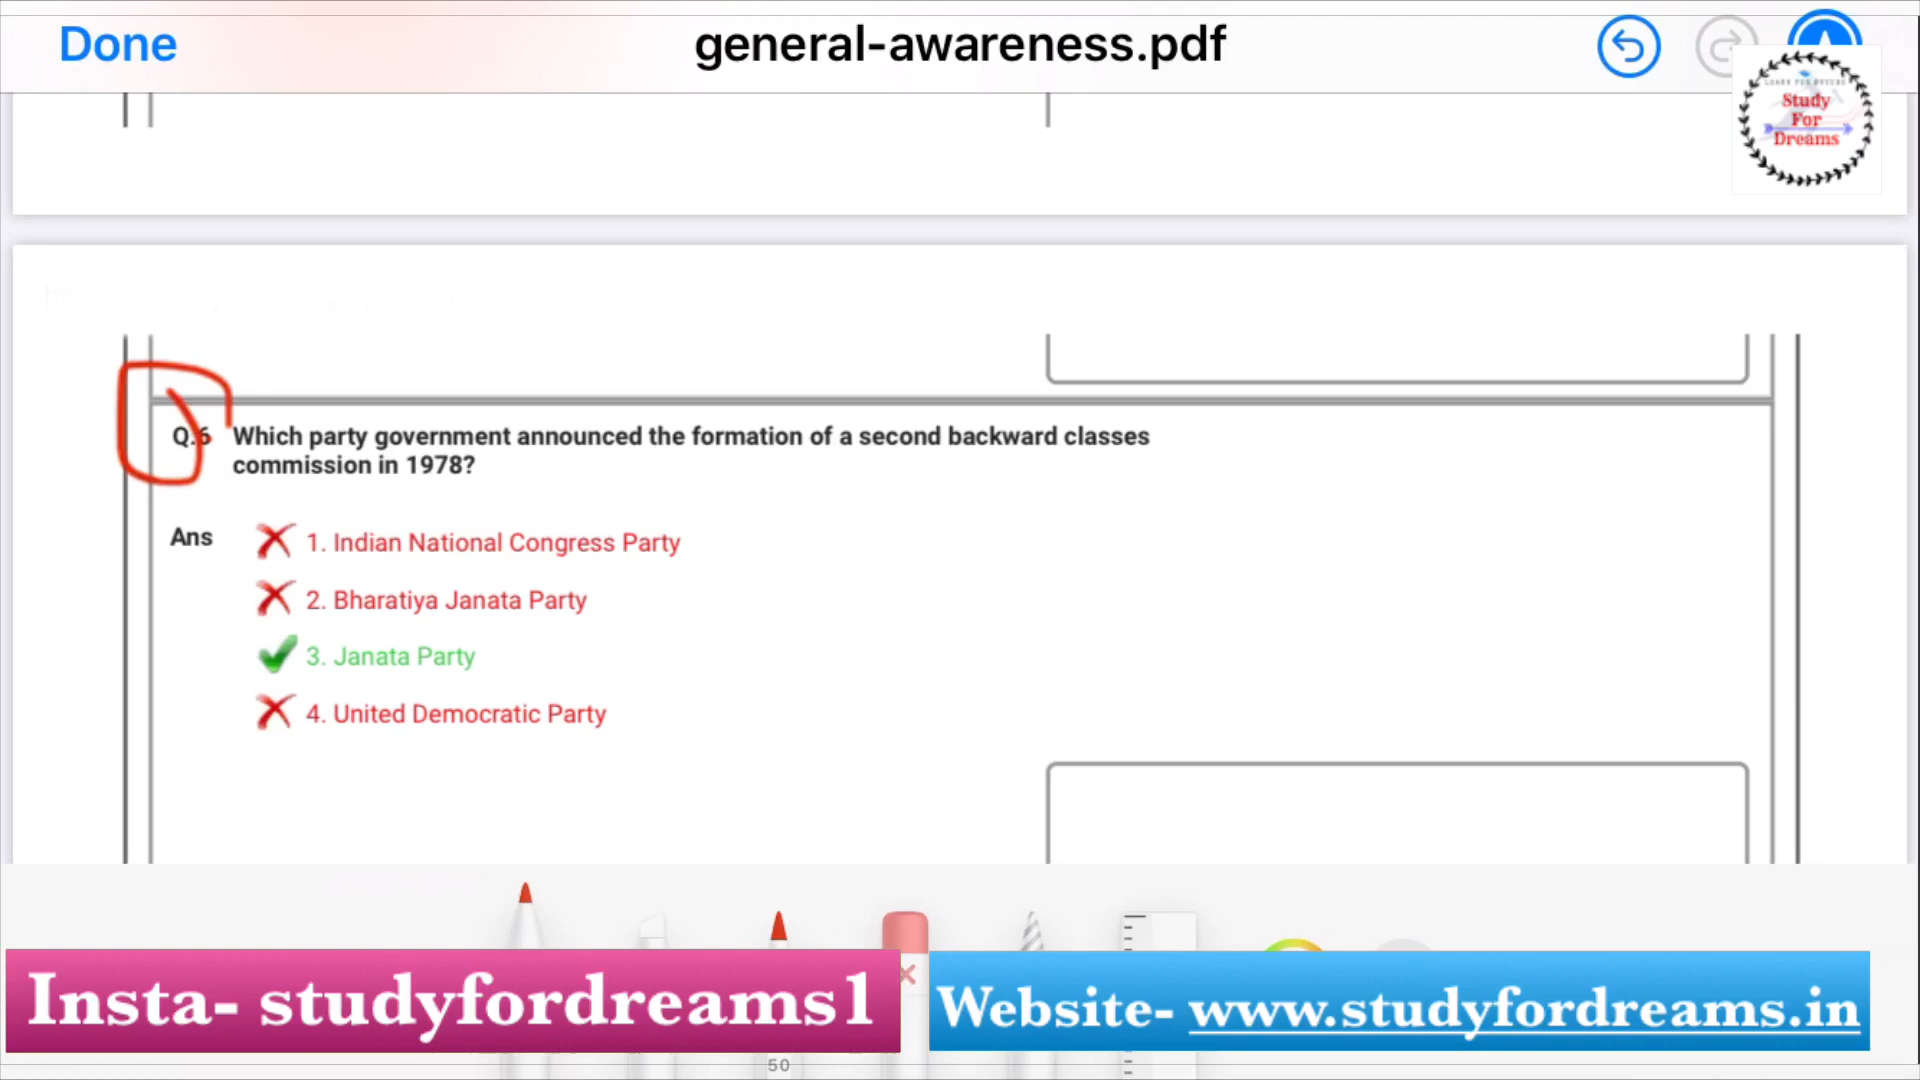 Done
general-awareness.pdf
Study
For
Dreams
Q.6 Which party government announced the formation of a second backward classes
commission in 1978?
Ans
1. Indian National Congress Party
2. Bharatiya Janata Party
3. Janata Party
4. United Democratic Party
Insta- studyfordreams1
Website- www.studyfordreams.in
50